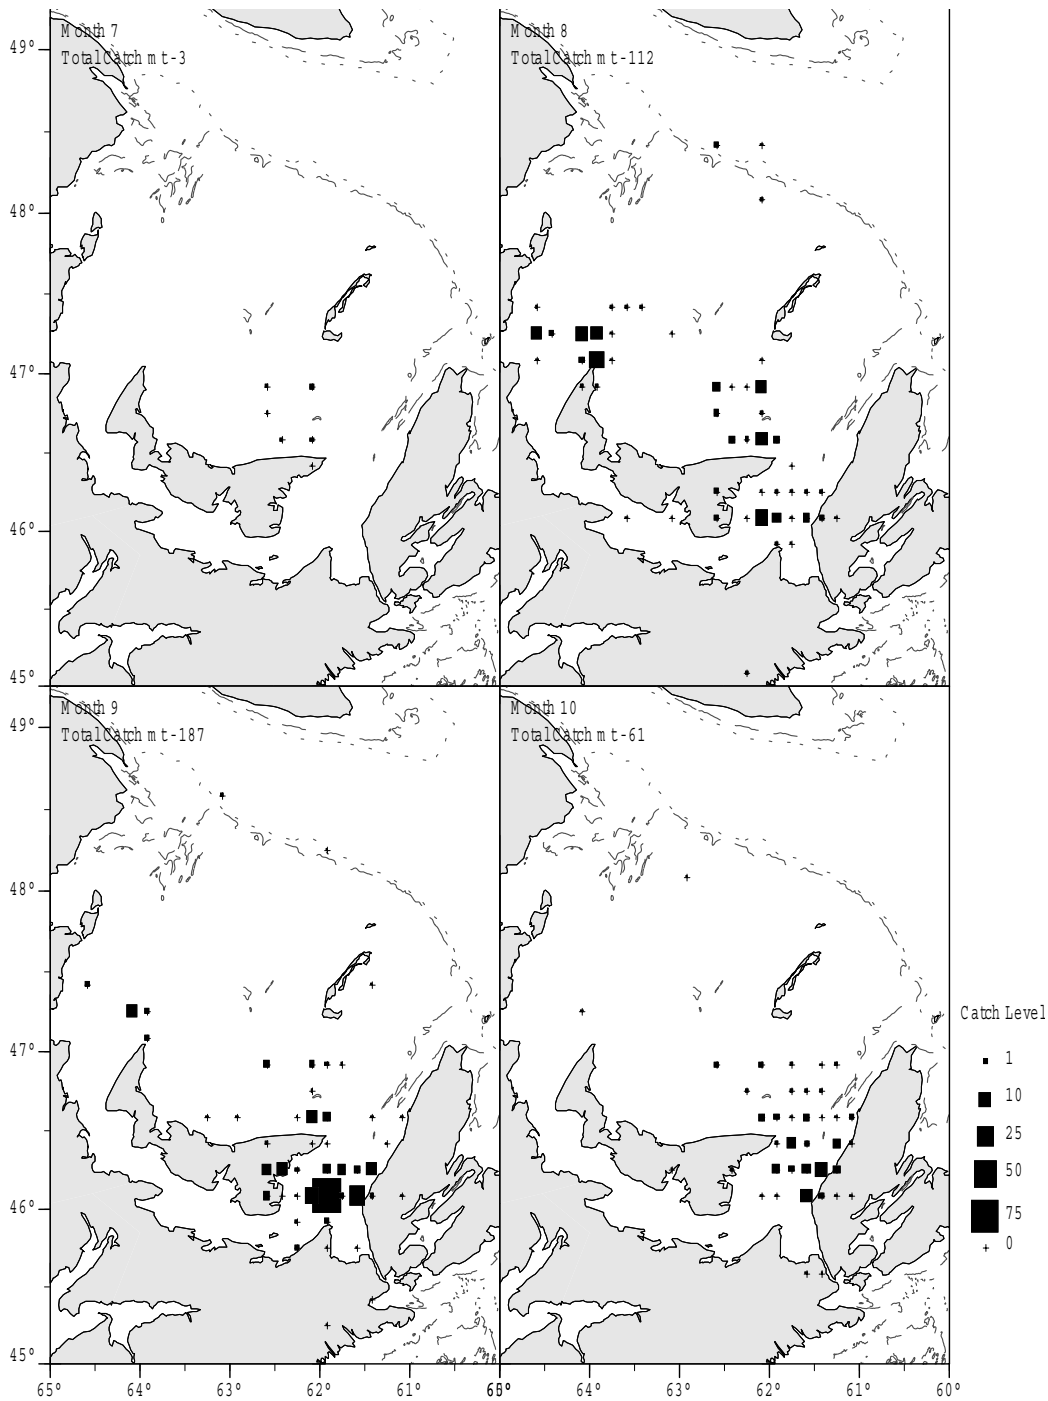 Month 7
Total Catch mt-3
Month 8
Total Catch mt-112
49°
48°
47°
46°
45°
Month 9
Total Catch mt-187
Month 10
Total Catch mt-61
49°
48°
47°
46°
45°
Catch Level
1
10
25
50
75
0
65° 64° 63° 62° 61° 60° 64° 63° 62° 61° 60°